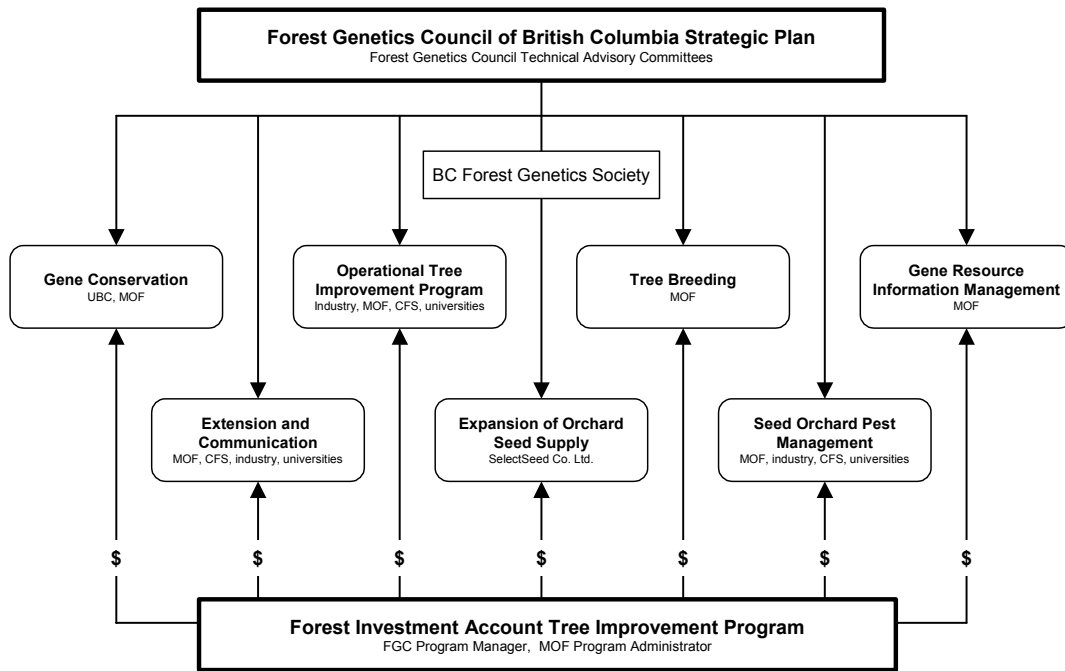 Forest Genetics Council of British Columbia Strategic Plan
Forest Genetics Council Technical Advisory Committees
BC Forest Genetics Society
Gene Conservation
UBC, MOF
Operational Tree
Improvement Program
Industry, MOF, CFS, universities
Tree Breeding
MOF
Gene Resource
Information Management
MOF
Extension and
Communication
MOF, CFS, industry, universities
Expansion of Orchard
Seed Supply
SelectSeed Co. Ltd.
Seed Orchard Pest
Management
MOF, industry, CFS, universities
$ $ $ $ $ $ $
Forest Investment Account Tree Improvement Program
FGC Program Manager, MOF Program Administrator